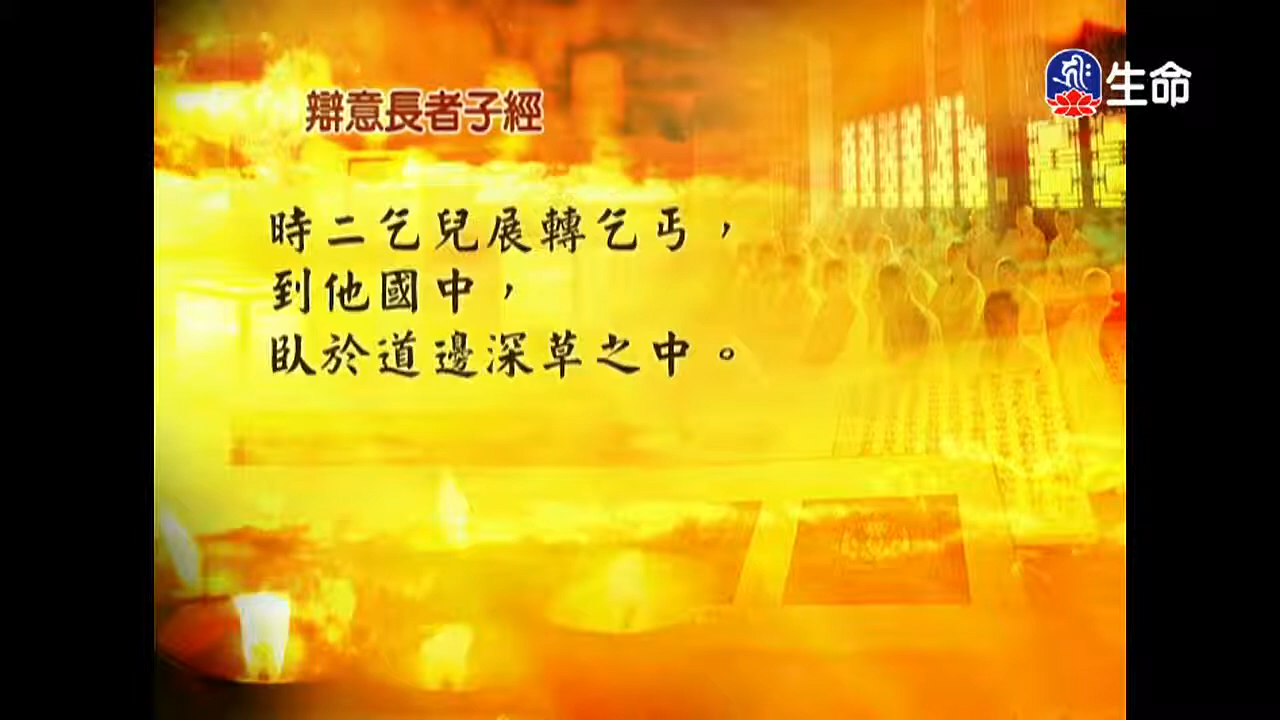 生命
辯意長者子經
時二乞兒展轉乞丐，
到他國中，
臥於道邊深草之中。